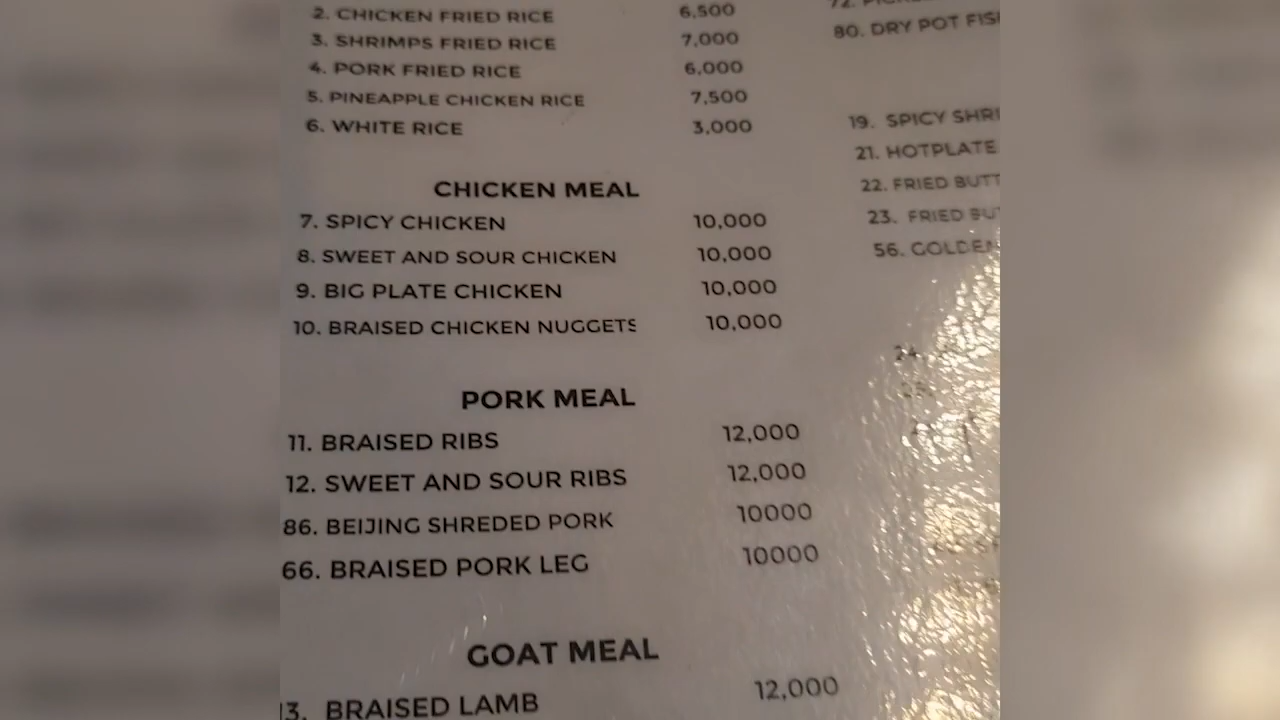 2. CHICKEN FRIED RICE 6,500
3. SHRIMPS FRIED RICE 7,000
4. PORK FRIED RICE 6,000
5. PINEAPPLE CHICKEN RICE 7,500
6. WHITE RICE 3,000
CHICKEN MEAL
7. SPICY CHICKEN 10,000
8. SWEET AND SOUR CHICKEN 10,000
9. BIG PLATE CHICKEN 10,000
10. BRAISED CHICKEN NUGGETS 10,000
PORK MEAL
11. BRAISED RIBS 12,000
12. SWEET AND SOUR RIBS 12,000
86. BEIJING SHREDED PORK 10000
66. BRAISED PORK LEG 10000
GOAT MEAL
13. BRAISED LAMB 12,000
72.
80. DRY POT
19. SPICY
21. HOTPLATE
22. FRIED
23. FRIED
56. GOLDEN